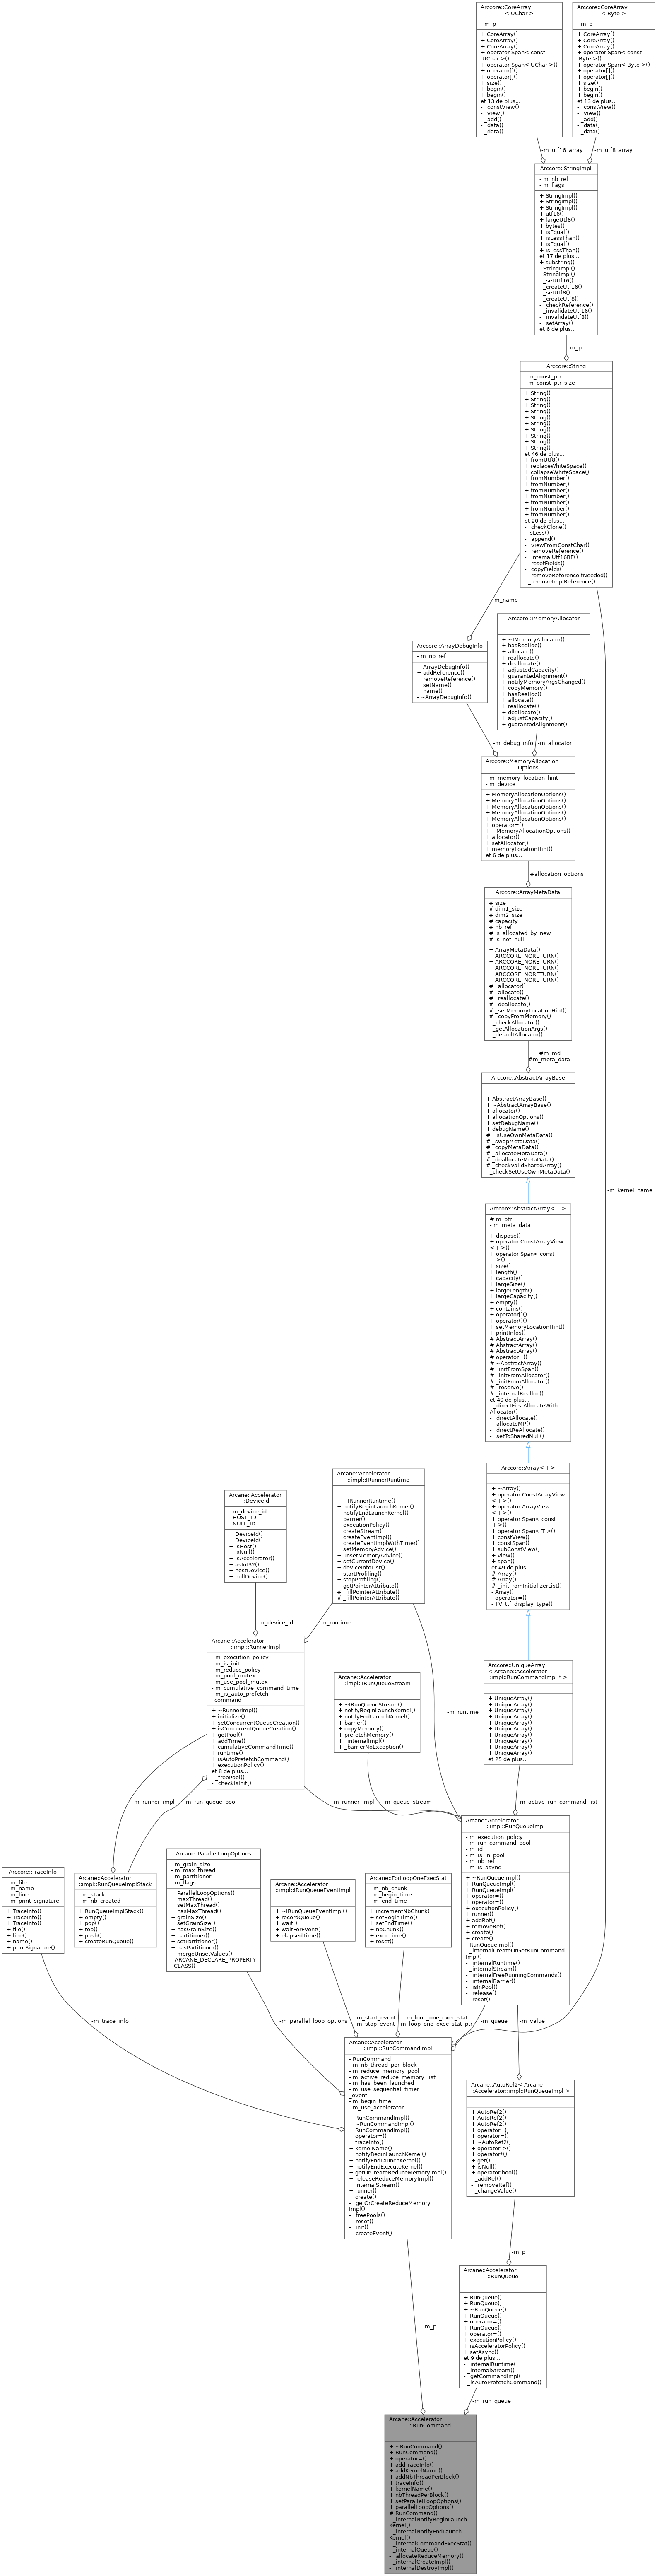 Arccore::CoreArray
< UChar >
- m_p
+ CoreArray()
+ CoreArray()
+ CoreArray()
+ operator Span< const
UChar >()
+ operator Span< UChar >()
+ operator[]()
+ operator[]()
+ size()
+ begin()
+ begin()
et 13 de plus...
- _constView()
- _view()
- _add()
- _data()
- _data()
Arccore::CoreArray
< Byte >
- m_p
+ CoreArray()
+ CoreArray()
+ CoreArray()
+ operator Span< const
Byte >()
+ operator Span< Byte >()
+ operator[]()
+ operator[]()
+ size()
+ begin()
+ begin()
et 13 de plus...
- _constView()
- _view()
- _add()
- _data()
- _data()
-m_utf16_array
-m_utf8_array
Arccore::StringImpl
- m_nb_ref
- m_flags
+ StringImpl()
+ StringImpl()
+ StringImpl()
+ utf16()
+ largeUtf8()
+ bytes()
+ isEqual()
+ isLessThan()
+ isEqual()
+ isLessThan()
et 17 de plus...
+ substring()
- StringImpl()
- StringImpl()
- _setUtf16()
- _createUtf16()
- _setUtf8()
- _createUtf8()
- _checkReference()
- _invalidateUtf16()
- _invalidateUtf8()
- _setArray()
et 6 de plus...
-m_p
Arccore::String
- m_const_ptr
- m_const_ptr_size
+ String()
+ String()
+ String()
+ String()
+ String()
+ String()
+ String()
+ String()
+ String()
+ String()
et 46 de plus...
+ fromUtf8()
+ replaceWhiteSpace()
+ collapseWhiteSpace()
+ fromNumber()
+ fromNumber()
+ fromNumber()
+ fromNumber()
+ fromNumber()
+ fromNumber()
+ fromNumber()
et 20 de plus...
- _checkClone()
- isLess()
- _append()
- _viewFromConstChar()
- _removeReference()
- _internalUtf16BE()
- _resetFields()
- _copyFields()
- _removeReferenceIfNeeded()
- _removeImplReference()
-m_name
Arccore::ArrayDebugInfo
- m_nb_ref
+ ArrayDebugInfo()
+ addReference()
+ removeReference()
+ setName()
+ name()
- ~ArrayDebugInfo()
Arccore::IMemoryAllocator
+ ~IMemoryAllocator()
+ hasRealloc()
+ allocate()
+ reallocate()
+ deallocate()
+ adjustedCapacity()
+ guarantedAlignment()
+ notifyMemoryArgsChanged()
+ copyMemory()
+ hasRealloc()
+ allocate()
+ reallocate()
+ deallocate()
+ adjustCapacity()
+ guarantedAlignment()
-m_debug_info
-m_allocator
Arccore::MemoryAllocation
Options
- m_memory_location_hint
- m_device
+ MemoryAllocationOptions()
+ MemoryAllocationOptions()
+ MemoryAllocationOptions()
+ MemoryAllocationOptions()
+ MemoryAllocationOptions()
+ operator=()
+ ~MemoryAllocationOptions()
+ allocator()
+ setAllocator()
+ memoryLocationHint()
et 6 de plus...
#allocation_options
Arccore::ArrayMetaData
# size
# dim1_size
# dim2_size
# capacity
# nb_ref
# is_allocated_by_new
# is_not_null
+ ArrayMetaData()
+ ARCCORE_NORETURN()
+ ARCCORE_NORETURN()
+ ARCCORE_NORETURN()
+ ARCCORE_NORETURN()
+ ARCCORE_NORETURN()
# _allocator()
# _allocate()
# _reallocate()
# _deallocate()
# _setMemoryLocationHint()
# _copyFromMemory()
- _checkAllocator()
- _getAllocationArgs()
- _defaultAllocator()
#m_md
#m_meta_data
Arccore::AbstractArrayBase
+ AbstractArrayBase()
+ ~AbstractArrayBase()
+ allocator()
+ allocationOptions()
+ setDebugName()
+ debugName()
# _isUseOwnMetaData()
# _swapMetaData()
# _copyMetaData()
# _allocateMetaData()
# _deallocateMetaData()
# _checkValidSharedArray()
- _checkSetUseOwnMetaData()
-m_kernel_name
Arccore::AbstractArray< T >
# m_ptr
- m_meta_data
+ dispose()
+ operator ConstArrayView
< T >()
+ operator Span< const
T >()
+ size()
+ length()
+ capacity()
+ largeSize()
+ largeLength()
+ largeCapacity()
+ empty()
+ contains()
+ operator[]()
+ operator()()
+ setMemoryLocationHint()
+ printInfos()
# AbstractArray()
# AbstractArray()
# AbstractArray()
# operator=()
# ~AbstractArray()
# _initFromSpan()
# _initFromAllocator()
# _initFromAllocator()
# _reserve()
# _internalRealloc()
et 40 de plus...
- _directFirstAllocateWith
Allocator()
- _directAllocate()
- _allocateMP()
- _directReAllocate()
- _setToSharedNull()
Arccore::Array< T >
+ ~Array()
+ operator ConstArrayView
< T >()
+ operator ArrayView
< T >()
+ operator Span< const
T >()
+ operator Span< T >()
+ constView()
+ constSpan()
+ subConstView()
+ view()
+ span()
et 49 de plus...
# Array()
# Array()
# _initFromInitializerList()
- Array()
- operator=()
- TV_ttf_display_type()
Arcane::Accelerator
::DeviceId
- m_device_id
- HOST_ID
- NULL_ID
+ DeviceId()
+ DeviceId()
+ isHost()
+ isNull()
+ isAccelerator()
+ asInt32()
+ hostDevice()
+ nullDevice()
Arcane::Accelerator
::impl::IRunnerRuntime
+ ~IRunnerRuntime()
+ notifyBeginLaunchKernel()
+ notifyEndLaunchKernel()
+ barrier()
+ executionPolicy()
+ createStream()
+ createEventImpl()
+ createEventImplWithTimer()
+ setMemoryAdvice()
+ unsetMemoryAdvice()
+ setCurrentDevice()
+ deviceInfoList()
+ startProfiling()
+ stopProfiling()
+ getPointerAttribute()
# _fillPointerAttribute()
# _fillPointerAttribute()
-m_device_id
-m_runtime
Arcane::Accelerator
::impl::RunnerImpl
- m_execution_policy
- m_is_init
- m_reduce_policy
- m_pool_mutex
- m_use_pool_mutex
- m_cumulative_command_time
- m_is_auto_prefetch
_command
+ ~RunnerImpl()
+ initialize()
+ setConcurrentQueueCreation()
+ isConcurrentQueueCreation()
+ getPool()
+ addTime()
+ cumulativeCommandTime()
+ runtime()
+ isAutoPrefetchCommand()
+ executionPolicy()
et 8 de plus...
- _freePool()
- _checkIsInit()
Arcane::Accelerator
::impl::IRunQueueStream
+ ~IRunQueueStream()
+ notifyBeginLaunchKernel()
+ notifyEndLaunchKernel()
+ barrier()
+ copyMemory()
+ prefetchMemory()
+ _internalImpl()
+ _barrierNoException()
-m_runtime
Arccore::UniqueArray
< Arcane::Accelerator
::impl::RunCommandImpl * >
+ UniqueArray()
+ UniqueArray()
+ UniqueArray()
+ UniqueArray()
+ UniqueArray()
+ UniqueArray()
+ UniqueArray()
+ UniqueArray()
+ UniqueArray()
+ UniqueArray()
et 25 de plus...
-m_runner_impl
-m_run_queue_pool
-m_runner_impl
-m_queue_stream
-m_active_run_command_list
Arccore::TraceInfo
- m_file
- m_name
- m_line
- m_print_signature
+ TraceInfo()
+ TraceInfo()
+ TraceInfo()
+ file()
+ line()
+ name()
+ printSignature()
Arcane::Accelerator
::impl::RunQueueImplStack
- m_stack
- m_nb_created
+ RunQueueImplStack()
+ empty()
+ pop()
+ top()
+ push()
+ createRunQueue()
Arcane::ParallelLoopOptions
- m_grain_size
- m_max_thread
- m_partitioner
- m_flags
+ ParallelLoopOptions()
+ maxThread()
+ setMaxThread()
+ hasMaxThread()
+ grainSize()
+ setGrainSize()
+ hasGrainSize()
+ partitioner()
+ setPartitioner()
+ hasPartitioner()
+ mergeUnsetValues()
- ARCANE_DECLARE_PROPERTY
_CLASS()
Arcane::Accelerator
::impl::IRunQueueEventImpl
+ ~IRunQueueEventImpl()
+ recordQueue()
+ wait()
+ waitForEvent()
+ elapsedTime()
Arcane::ForLoopOneExecStat
- m_nb_chunk
- m_begin_time
- m_end_time
+ incrementNbChunk()
+ setBeginTime()
+ setEndTime()
+ nbChunk()
+ execTime()
+ reset()
Arcane::Accelerator
::impl::RunQueueImpl
- m_execution_policy
- m_run_command_pool
- m_id
- m_is_in_pool
- m_nb_ref
- m_is_async
+ ~RunQueueImpl()
+ RunQueueImpl()
+ RunQueueImpl()
+ operator=()
+ operator=()
+ executionPolicy()
+ runner()
+ addRef()
+ removeRef()
+ create()
+ create()
- RunQueueImpl()
- _internalCreateOrGetRunCommand
Impl()
- _internalRuntime()
- _internalStream()
- _internalFreeRunningCommands()
- _internalBarrier()
- _isInPool()
- _release()
- _reset()
-m_trace_info
-m_parallel_loop_options
-m_start_event
-m_stop_event
-m_loop_one_exec_stat
-m_loop_one_exec_stat_ptr
-m_queue
-m_value
Arcane::Accelerator
::impl::RunCommandImpl
- RunCommand
- m_nb_thread_per_block
- m_reduce_memory_pool
- m_active_reduce_memory_list
- m_has_been_launched
- m_use_sequential_timer
_event
- m_begin_time
- m_use_accelerator
+ RunCommandImpl()
+ ~RunCommandImpl()
+ RunCommandImpl()
+ operator=()
+ traceInfo()
+ kernelName()
+ notifyBeginLaunchKernel()
+ notifyEndLaunchKernel()
+ notifyEndExecuteKernel()
+ getOrCreateReduceMemoryImpl()
+ releaseReduceMemoryImpl()
+ internalStream()
+ runner()
+ create()
- _getOrCreateReduceMemory
Impl()
- _freePools()
- _reset()
- _init()
- _createEvent()
Arcane::AutoRef2< Arcane
::Accelerator::impl::RunQueueImpl >
+ AutoRef2()
+ AutoRef2()
+ AutoRef2()
+ operator=()
+ operator=()
+ ~AutoRef2()
+ operator->()
+ operator*()
+ get()
+ isNull()
+ operator bool()
- _addRef()
- _removeRef()
- _changeValue()
-m_p
Arcane::Accelerator
::RunQueue
+ RunQueue()
+ RunQueue()
+ ~RunQueue()
+ RunQueue()
+ operator=()
+ RunQueue()
+ operator=()
+ executionPolicy()
+ isAcceleratorPolicy()
+ setAsync()
et 9 de plus...
- _internalRuntime()
- _internalStream()
- _getCommandImpl()
- _isAutoPrefetchCommand()
-m_p
-m_run_queue
Arcane::Accelerator
::RunCommand
+ ~RunCommand()
+ RunCommand()
+ operator=()
+ addTraceInfo()
+ addKernelName()
+ addNbThreadPerBlock()
+ traceInfo()
+ kernelName()
+ nbThreadPerBlock()
+ setParallelLoopOptions()
+ parallelLoopOptions()
# RunCommand()
- _internalNotifyBeginLaunch
Kernel()
- _internalNotifyEndLaunch
Kernel()
- _internalCommandExecStat()
- _internalQueue()
- _allocateReduceMemory()
- _internalCreateImpl()
- _internalDestroyImpl()